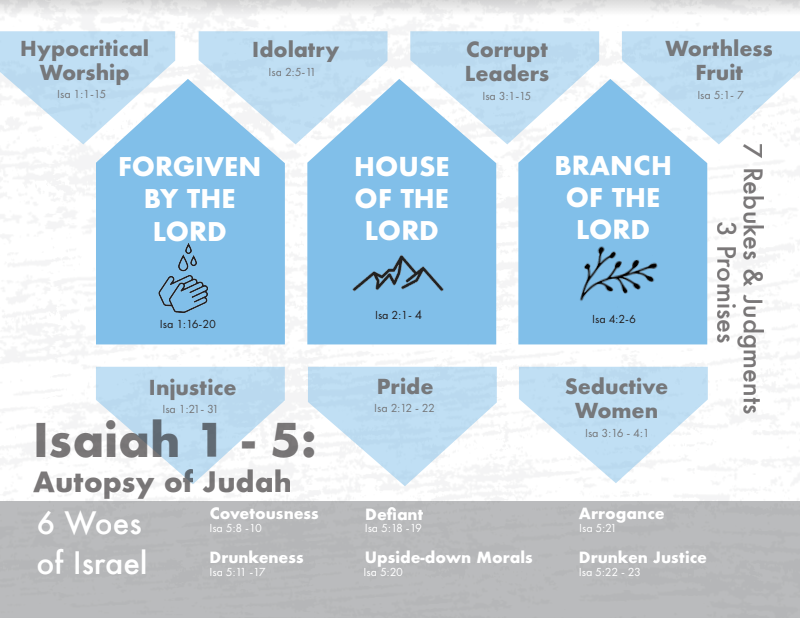 Hypocritical
Worship
Isa 1:1-15
Idolatry
Isa 2:5-11
Corrupt
Leaders
Isa 3:1-15
Worthless
Fruit
Isa 5:1- 7
FORGIVEN
BY THE
LORD
Isa 1:16-20
HOUSE
OF THE
LORD
Isa 2:1- 4
BRANCH
OF THE
LORD
Isa 4:2-6
7 Rebukes & Judgments
3 Promises
Injustice
Isa 1:21- 31
Pride
Isa 2:12 - 22
Seductive
Women
Isa 3:16 - 4:1
Isaiah 1 - 5:
Autopsy of Judah
6 Woes
of Israel
Covetousness
Isa 5:8 -10
Defiant
Isa 5:18 -19
Arrogance
Isa 5:21
Drunkeness
Isa 5:11 -17
Upside-down Morals
Isa 5:20
Drunken Justice
Isa 5:22 - 23